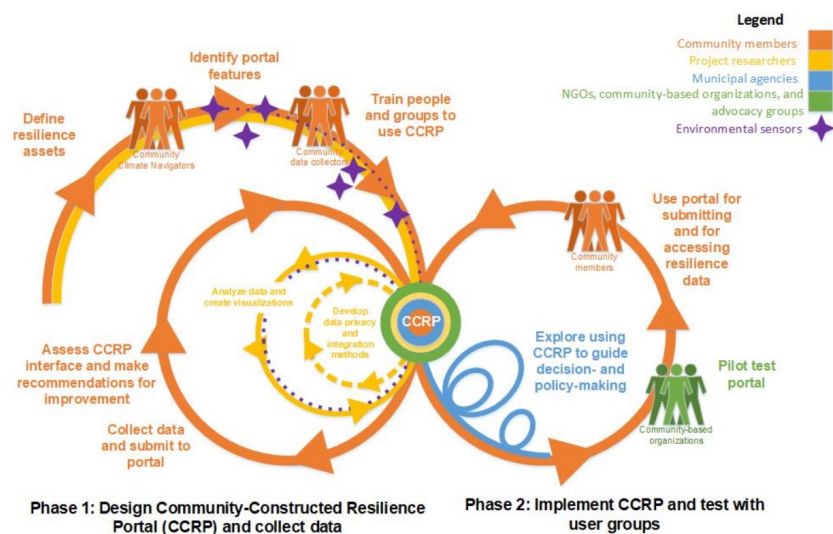 Legend
Community members
Project researchers
Municipal agencies
NGOs, community-based organizations, and
advocacy groups
Environmental sensors
Identify portal
features
Define
resilience
assets
Community
Climate Navigators
Community
data collectors
Train people
and groups to
use CCRP
Analyze data and
create visualizations
Develop
data privacy
and
integration
methods
CCRP
Assess CCRP
interface and make
recommendations for
improvement
Collect data
and submit to
portal
Community
members
Use portal for
submitting and for
accessing
resilience
data
Explore using
CCRP to guide
decision- and
policy-making
Pilot test
portal
Community-based
organizations
Phase 1: Design Community-Constructed Resilience
Portal (CCRP) and collect data
Phase 2: Implement CCRP and test with
user groups